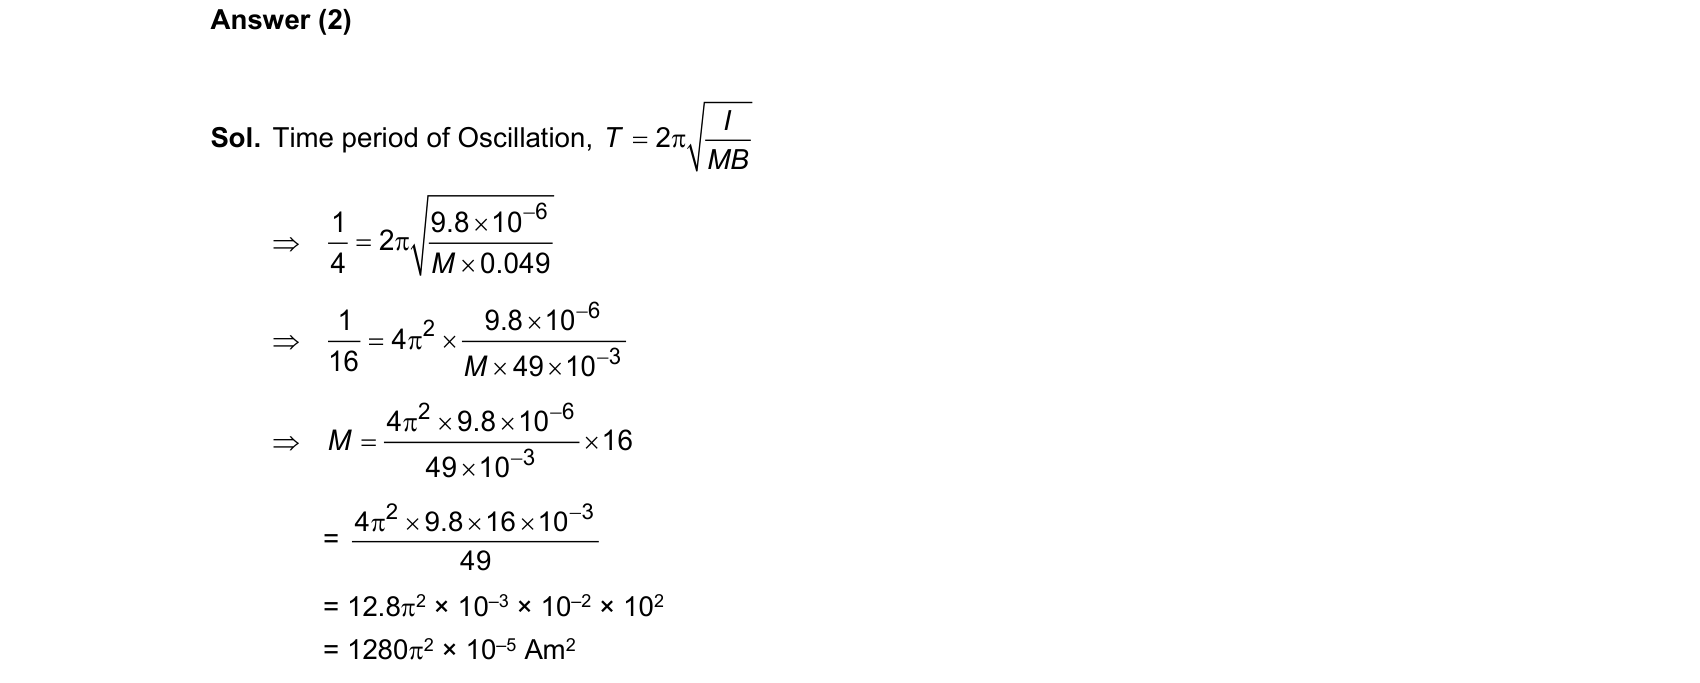 Answer (2)
Sol. Time period of Oscillation, T = 2π√(I/MB)
⇒ 1/4 = 2π√(9.8×10⁻⁶/M×0.049)
⇒ 1/16 = 4π² × 9.8×10⁻⁶/M×49×10⁻³
⇒ M = 4π²×9.8×10⁻⁶/49×10⁻³ ×16
= 4π²×9.8×16×10⁻³/49
= 12.8π² × 10⁻³ × 10⁻² × 10²
= 1280π² × 10⁻⁵ Am²